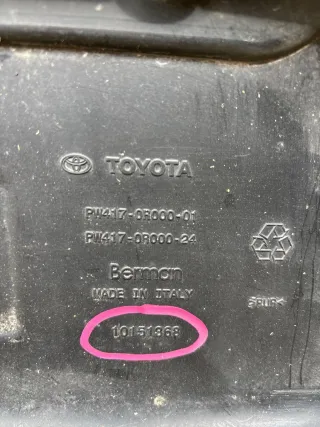 TOYOTA
PW417-0R000-01
PW417-0R000-24
Berman
MADE IN ITALY
10151368